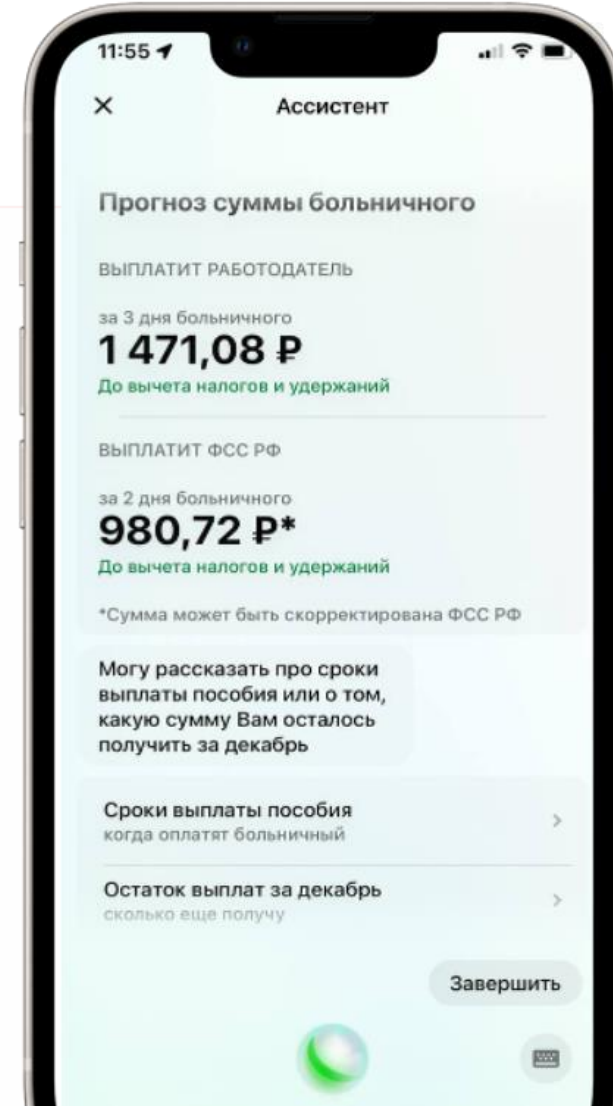 11:55
Ассистент
Прогноз суммы больничного
ВЫПЛАТИТ РАБОТОДАТЕЛЬ
за 3 дня больничного
1 471,08 ₽
До вычета налогов и удержаний
ВЫПЛАТИТ ФСС РФ
за 2 дня больничного
980,72 ₽*
До вычета налогов и удержаний
*Сумма может быть скорректирована ФСС РФ
Могу рассказать про сроки
выплаты пособия или о том,
какую сумму Вам осталось
получить за декабрь
Сроки выплаты пособия
когда оплатят больничный
Остаток выплат за декабрь
сколько еще получу
Завершить